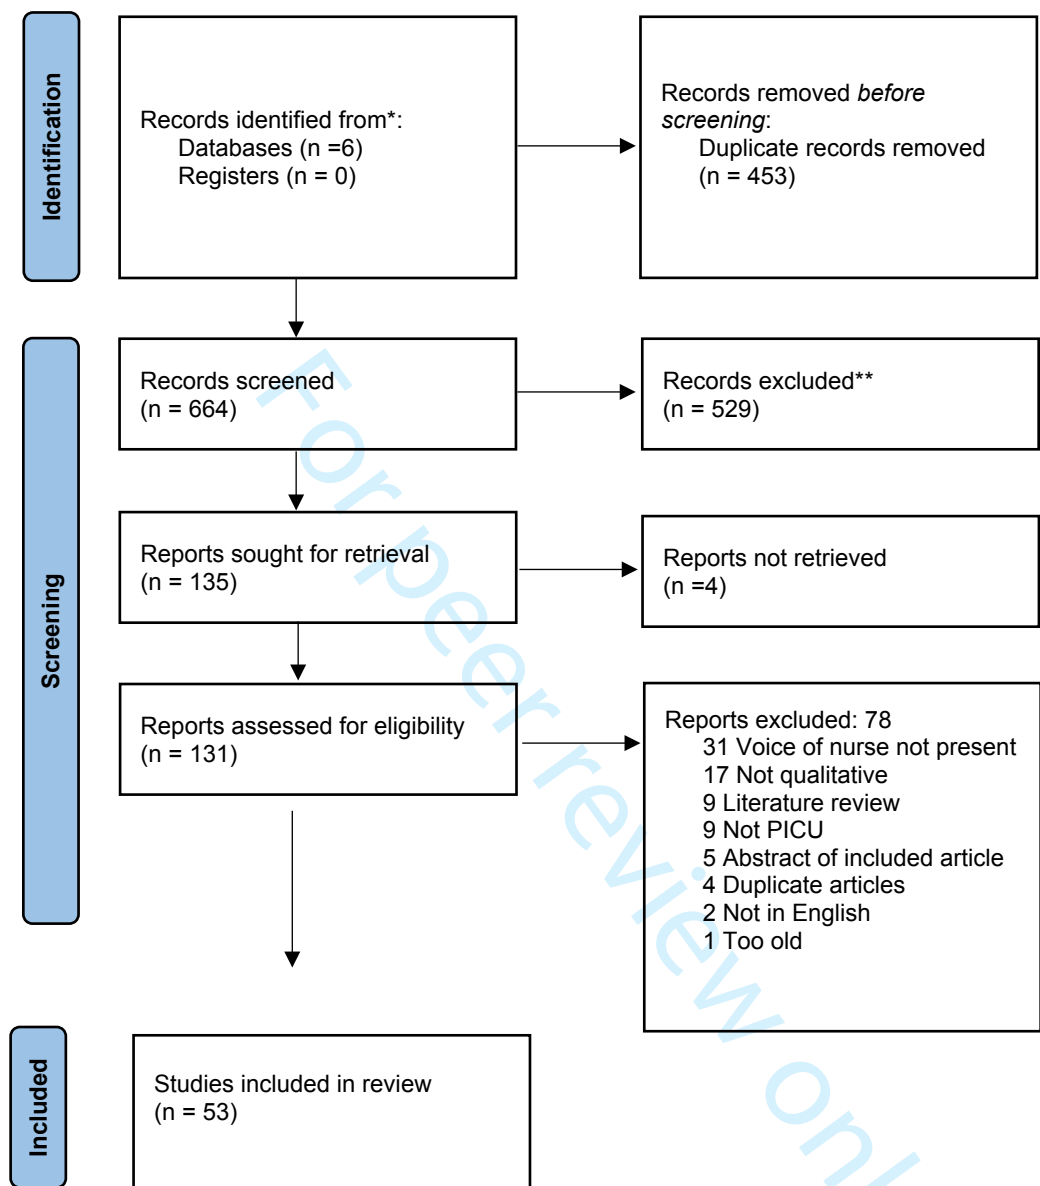 Identification
Records identified from*:
Databases (n =6)
Registers (n = 0)
Records removed before
screening:
Duplicate records removed
(n = 453)
Screening
Records screened
(n = 664)
Records excluded**
(n = 529)
Reports sought for retrieval
(n = 135)
Reports not retrieved
(n =4)
Reports assessed for eligibility
(n = 131)
Reports excluded: 78
31 Voice of nurse not present
17 Not qualitative
9 Literature review
9 Not PICU
5 Abstract of included article
4 Duplicate articles
2 Not in English
1 Too old
Included
Studies included in review
(n = 53)
For peer review onl